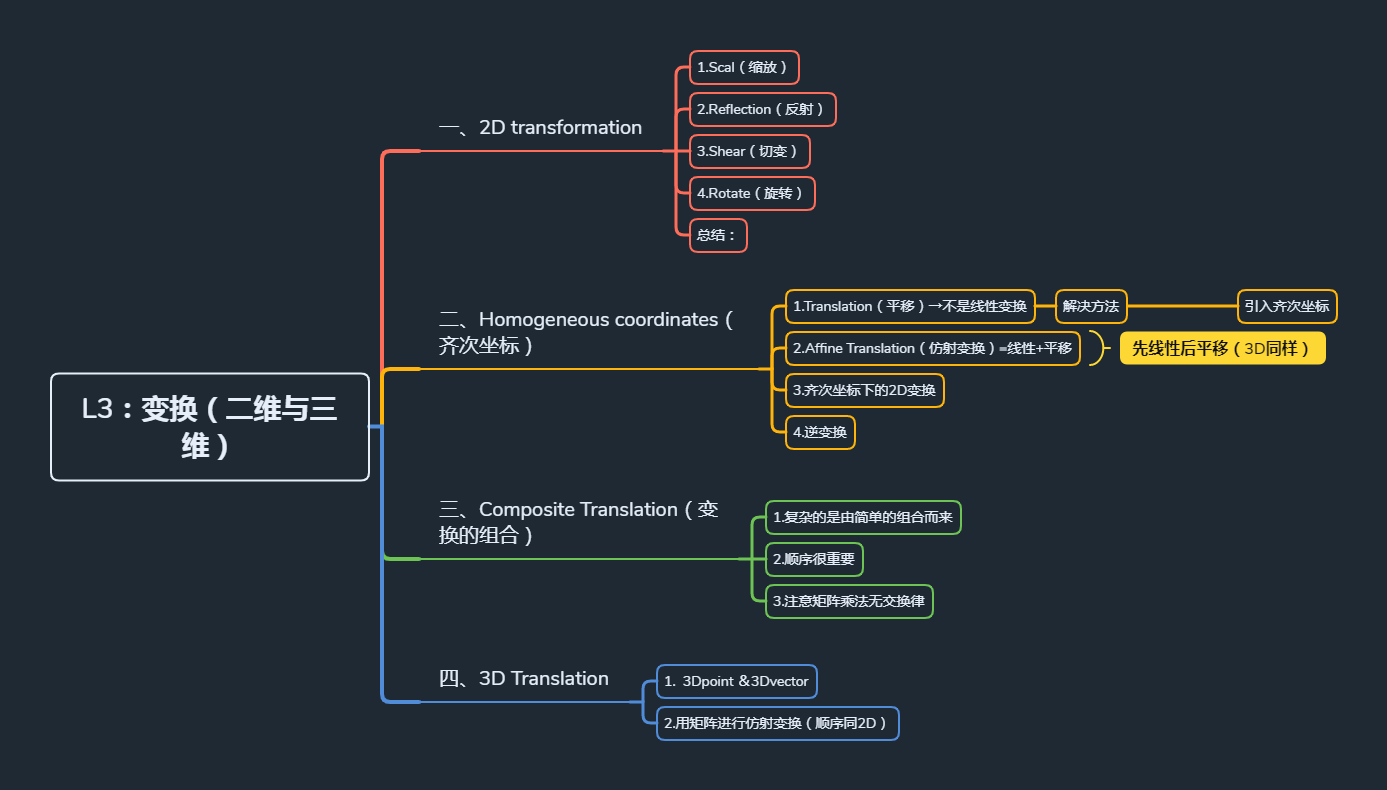 L3：变换（二维与三
维）
一、2D transformation
1.Scal（缩放）
2.Reflection（反射）
3.Shear（切变）
4.Rotate（旋转）
总结：
二、Homogeneous coordinates（
齐次坐标）
1.Translation（平移）→不是线性变换
解决方法
引入齐次坐标
2.Affine Translation（仿射变换）=线性+平移
先线性后平移（3D同样）
3.齐次坐标下的2D变换
4.逆变换
三、Composite Translation（变
换的组合）
1.复杂的是由简单的组合而来
2.顺序很重要
3.注意矩阵乘法无交换律
四、3D Translation
1. 3Dpoint &3Dvector
2.用矩阵进行仿射变换（顺序同2D）